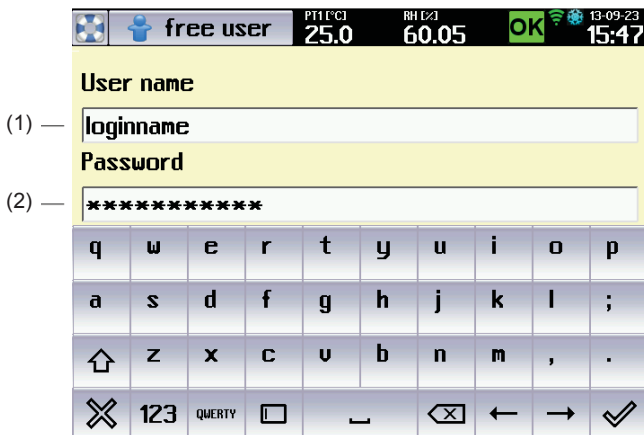 free user PT1 [°C] RH [%] OK 13-09-23
25.0 60.05 15:47
User name
(1) loginname
Password
(2) ***********
q w e r t y u i o p
a s d f g h j k l ;
z x c v b n m , .
123 QWERTY